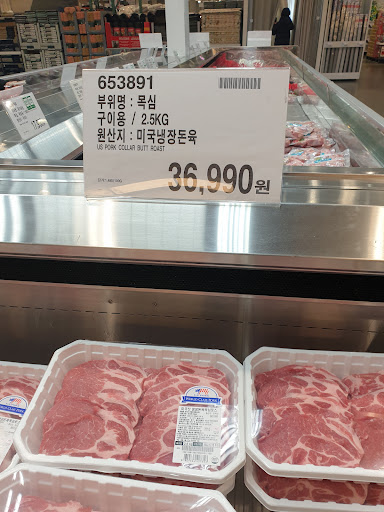 653891
부위명 : 목심
구이용 / 2.5KG
원산지 : 미국냉장돈육
US PORK COLLAR BUTT ROAST
36,990원